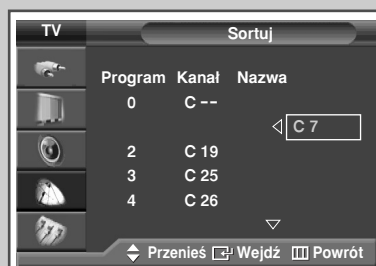 TV
Sortuj
Program Kanał Nazwa
0 C --
C 7
2 C 19
3 C 25
4 C 26
Przenieś Wejdź Powrót